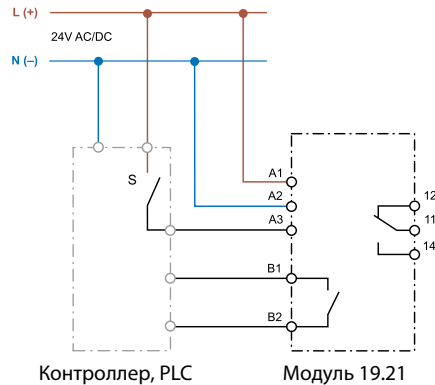 L (+)
24V AC/DC
N (–)
S
A1
A2
A3
B1
B2
12
11
14
Контроллер, PLC
Модуль 19.21